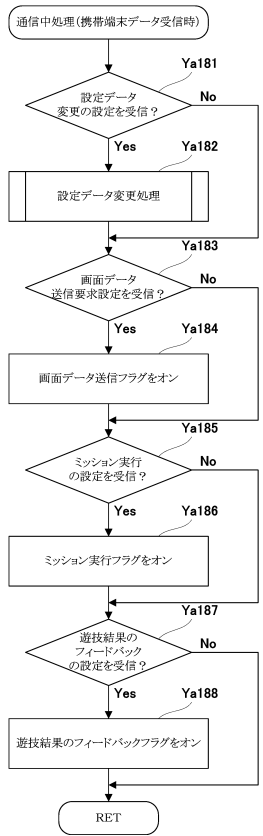 通信中処理(携帯端末データ受信時)
Ya181
設定データ
変更の設定を受信？
No
Yes
Ya182
設定データ変更処理
Ya183
画面データ
送信要求設定を受信？
No
Yes
Ya184
画面データ送信フラグをオン
Ya185
ミッション実行
の設定を受信？
No
Yes
Ya186
ミッション実行フラグをオン
Ya187
遊技結果の
フィードバック
の設定を受信？
No
Yes
Ya188
遊技結果のフィードバックフラグをオン
RET